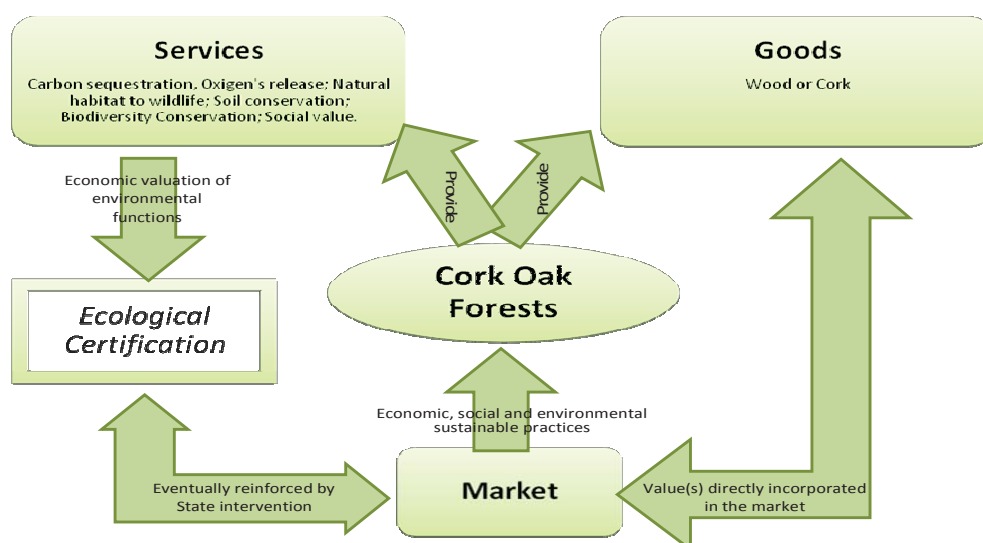 Services
Carbon sequestration, Oxigen's release; Natural
habitat to wildlife; Soil conservation;
Biodiversity Conservation; Social value.
Goods
Wood or Cork
Economic valuation of
environmental
functions
Provide
Provide
Cork Oak
Forests
Ecological
Certification
Economic, social and environmental
sustainable practices
Eventually reinforced by
State intervention
Market
Value(s) directly incorporated
in the market